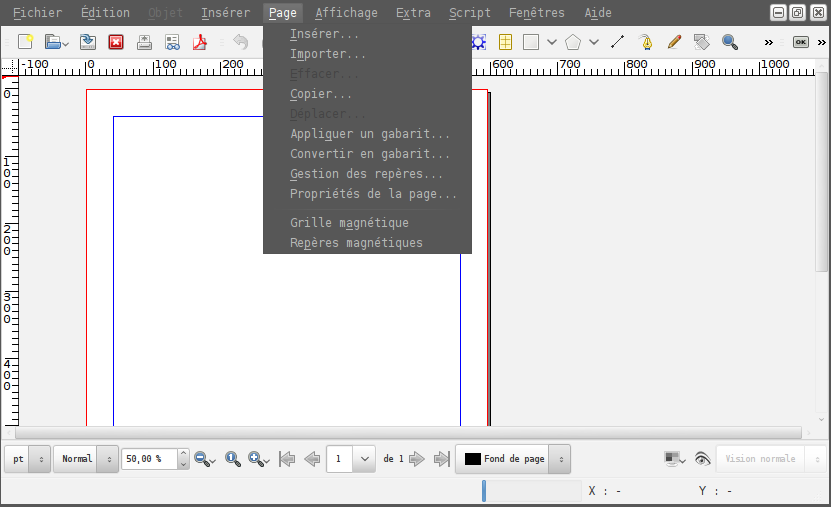 Fichier Édition Objet Insérer Page Affichage Extra Script Fenêtres Aide
Insérer...
Importer...
Effacer...
Copier...
Déplacer...
Appliquer un gabarit...
Convertir en gabarit...
Gestion des repères...
Propriétés de la page...
Grille magnétique
Repères magnétiques
» » OK »
-100 0 100 200 600 700 800 900 1000
0
100
200
300
400
pt Normal 50,00 % 1 de 1 Fond de page Vision normale
X : - Y : -